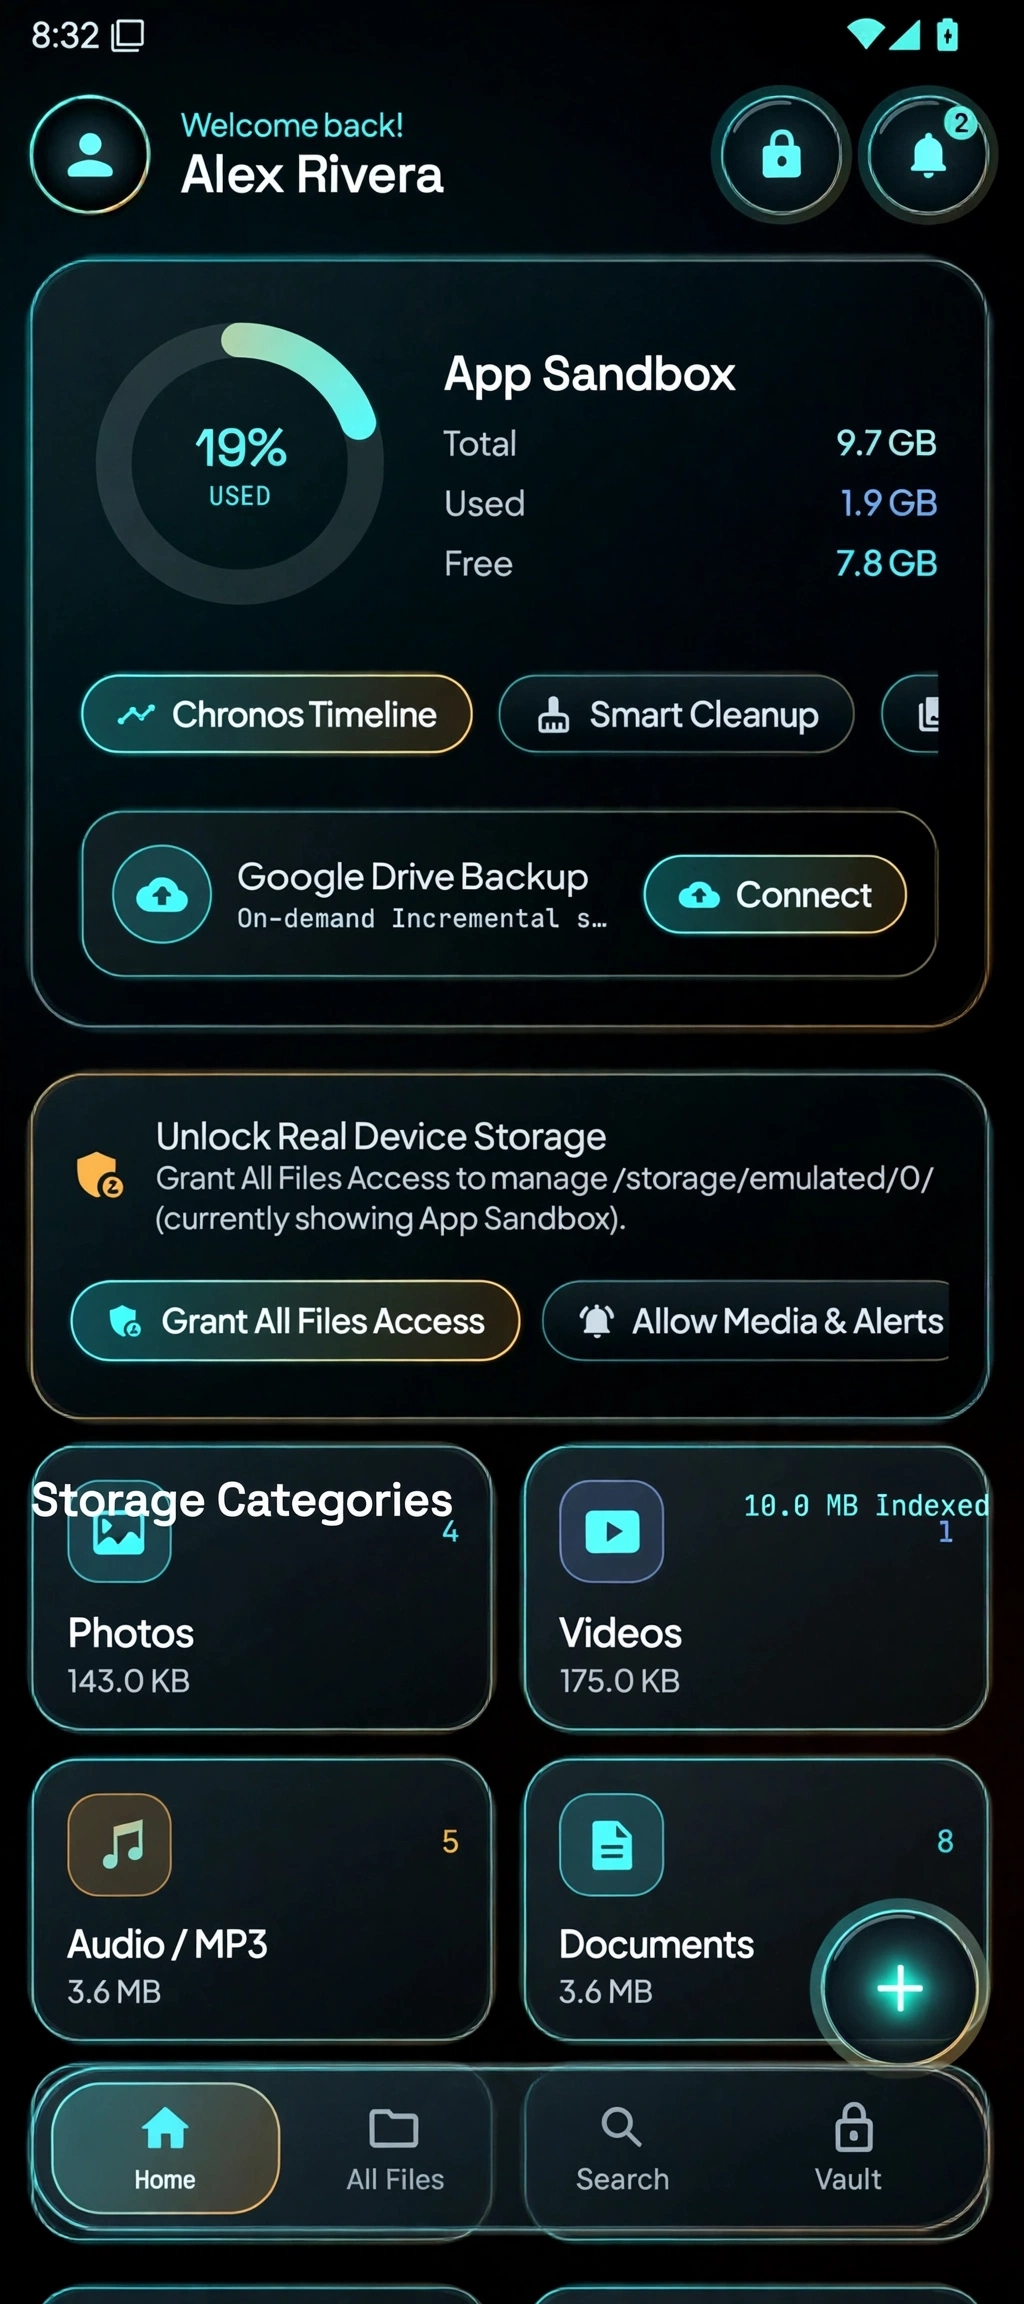 8:32
Welcome back!
Alex Rivera
2
19%
USED
App Sandbox
Total 9.7 GB
Used 1.9 GB
Free 7.8 GB
Chronos Timeline
Smart Cleanup
Google Drive Backup
On-demand Incremental s…
Connect
Unlock Real Device Storage
Grant All Files Access to manage /storage/emulated/0/
(currently showing App Sandbox).
Grant All Files Access
Allow Media & Alerts
Storage Categories
10.0 MB Indexed
4
1
Photos
143.0 KB
Videos
175.0 KB
5
8
Audio / MP3
3.6 MB
Documents
3.6 MB
Home
All Files
Search
Vault